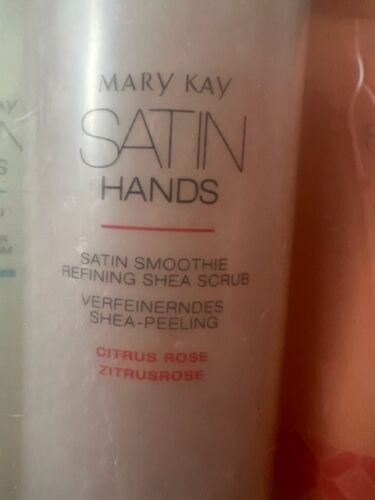 MARY KAY
SATIN
HANDS
SATIN SMOOTHIE
REFINING SHEA SCRUB
VERFEINERNDES
SHEA-PEELING
CITRUS ROSE
ZITRUSROSE